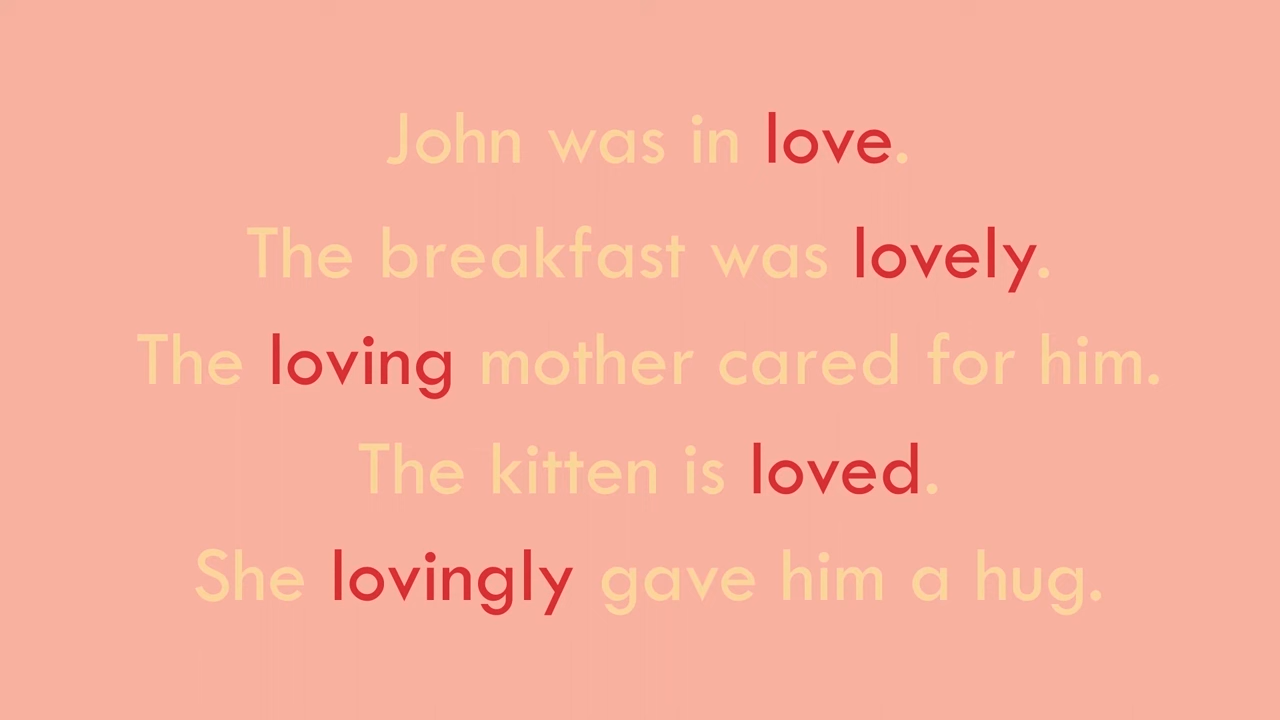 John was in love.
The breakfast was lovely.
The loving mother cared for him.
The kitten is loved.
She lovingly gave him a hug.